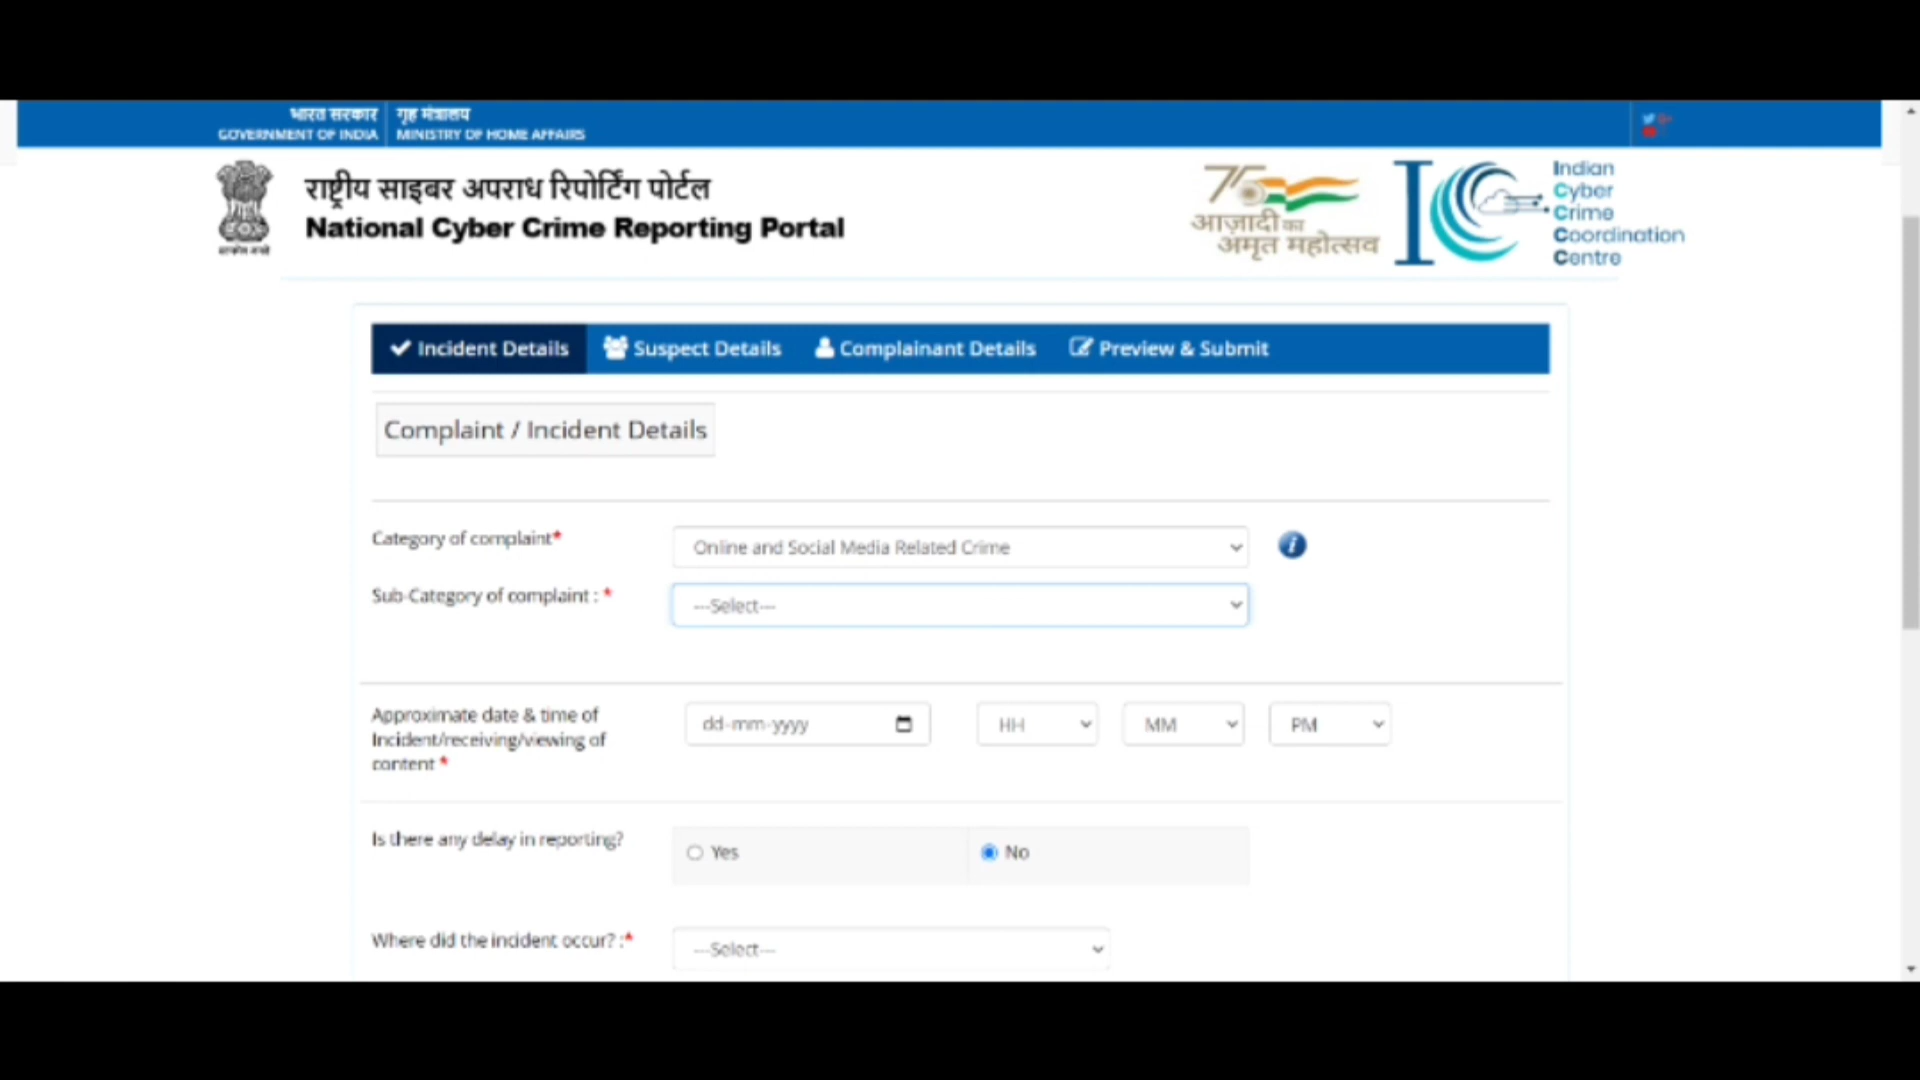 भारत सरकार
GOVERNMENT OF INDIA
गृह मंत्रालय
MINISTRY OF HOME AFFAIRS
राष्ट्रीय साइबर अपराध रिपोर्टिंग पोर्टल
National Cyber Crime Reporting Portal
सत्यमेव जयते
75
आज़ादी का
अमृत महोत्सव
Indian
Cyber
Crime
Coordination
Centre
Incident Details
Suspect Details
Complainant Details
Preview & Submit
Complaint / Incident Details
Category of complaint*
Online and Social Media Related Crime
Sub-Category of complaint : *
---Select---
Approximate date & time of
Incident/receiving/viewing of
content *
dd-mm-yyyy
HH
MM
PM
Is there any delay in reporting?
Yes
No
Where did the incident occur? :*
---Select---